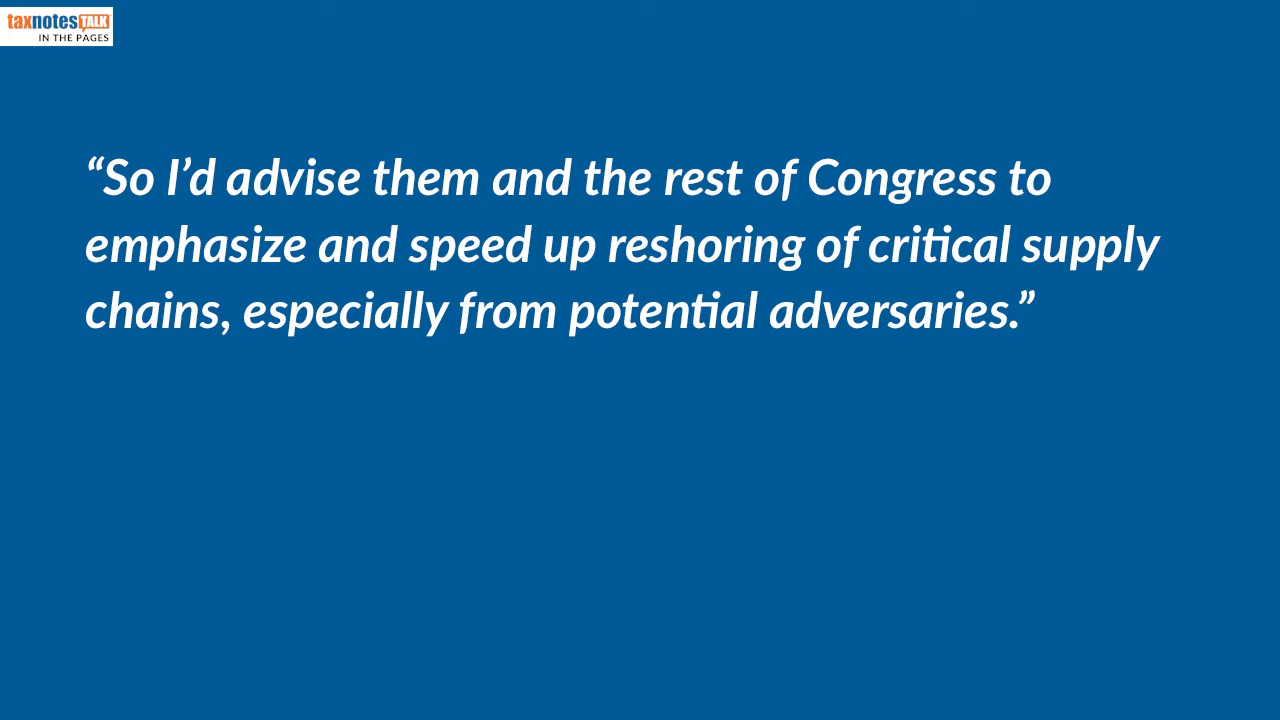 taxnotes TALK
IN THE PAGES
“So I’d advise them and the rest of Congress to
emphasize and speed up reshoring of critical supply
chains, especially from potential adversaries.”